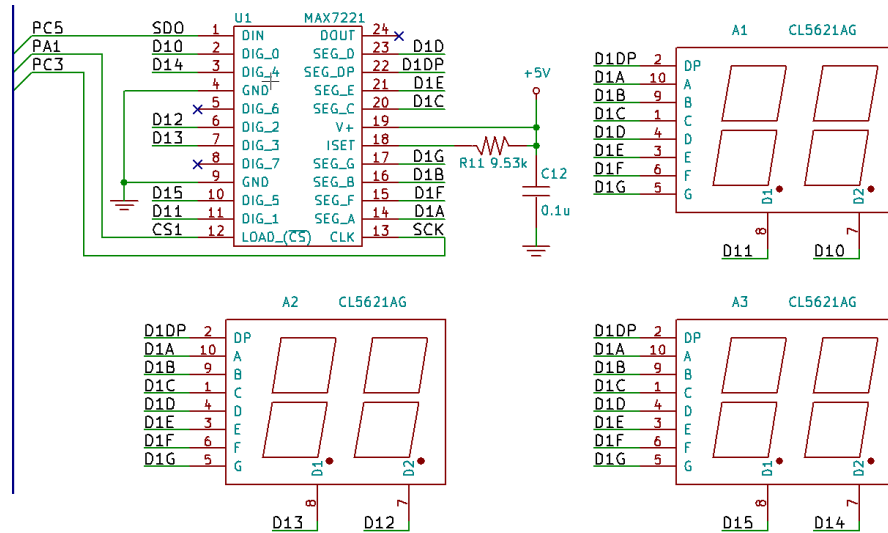 U1 MAX7221
PC5 SDO 1 DIN DOUT 24
PA1 D10 2 DIG_0 SEG_D 23 D1D
PC3 D14 3 DIG_4 SEG_DP 22 D1DP
4 GND SEG_E 21 D1E
5 DIG_6 SEG_C 20 D1C
D12 6 DIG_2 V+ 19
D13 7 DIG_3 ISET 18
8 DIG_7 SEG_G 17 D1G
9 GND SEG_B 16 D1B
D15 10 DIG_5 SEG_F 15 D1F
D11 11 DIG_1 SEG_A 14 D1A
CS1 12 LOAD_(CS) CLK 13 SCK
+5V
R11 9.53k
C12
0.1u
A1 CL5621AG
D1DP 2 DP
D1A 10 A
D1B 9 B
D1C 1 C
D1D 4 D
D1E 3 E
D1F 6 F
D1G 5 G
D1 D2
8 7
D11 D10
A2 CL5621AG
D1DP 2 DP
D1A 10 A
D1B 9 B
D1C 1 C
D1D 4 D
D1E 3 E
D1F 6 F
D1G 5 G
D1 D2
8 7
D13 D12
A3 CL5621AG
D1DP 2 DP
D1A 10 A
D1B 9 B
D1C 1 C
D1D 4 D
D1E 3 E
D1F 6 F
D1G 5 G
D1 D2
8 7
D15 D14